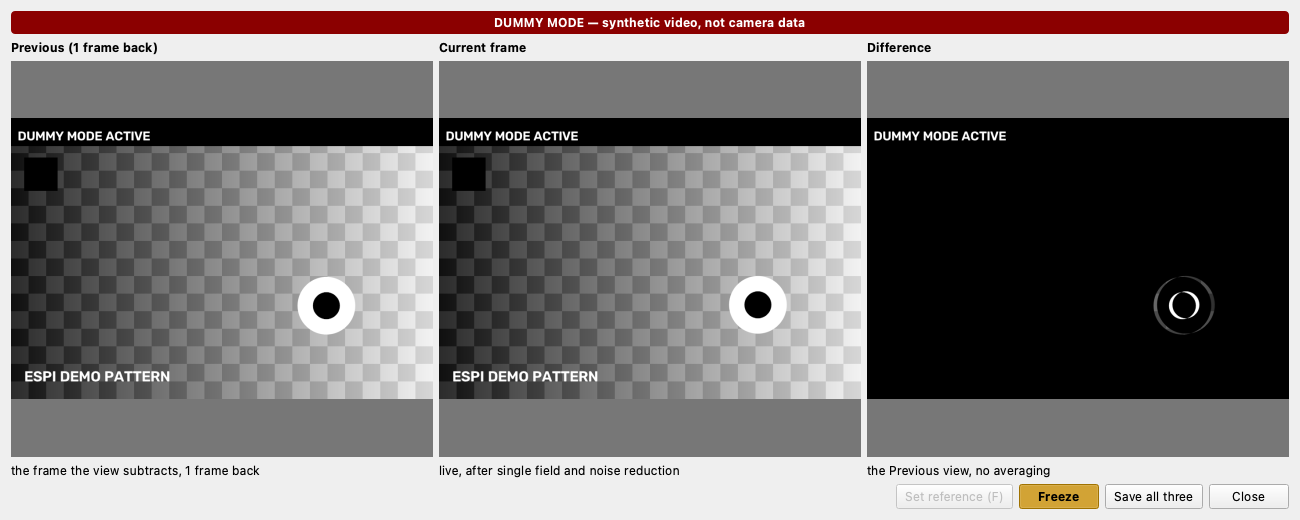 DUMMY MODE — synthetic video, not camera data
Previous (1 frame back)
Current frame
Difference
DUMMY MODE ACTIVE
DUMMY MODE ACTIVE
DUMMY MODE ACTIVE
ESPI DEMO PATTERN
ESPI DEMO PATTERN
the frame the view subtracts, 1 frame back
live, after single field and noise reduction
the Previous view, no averaging
Set reference (F)
Freeze
Save all three
Close